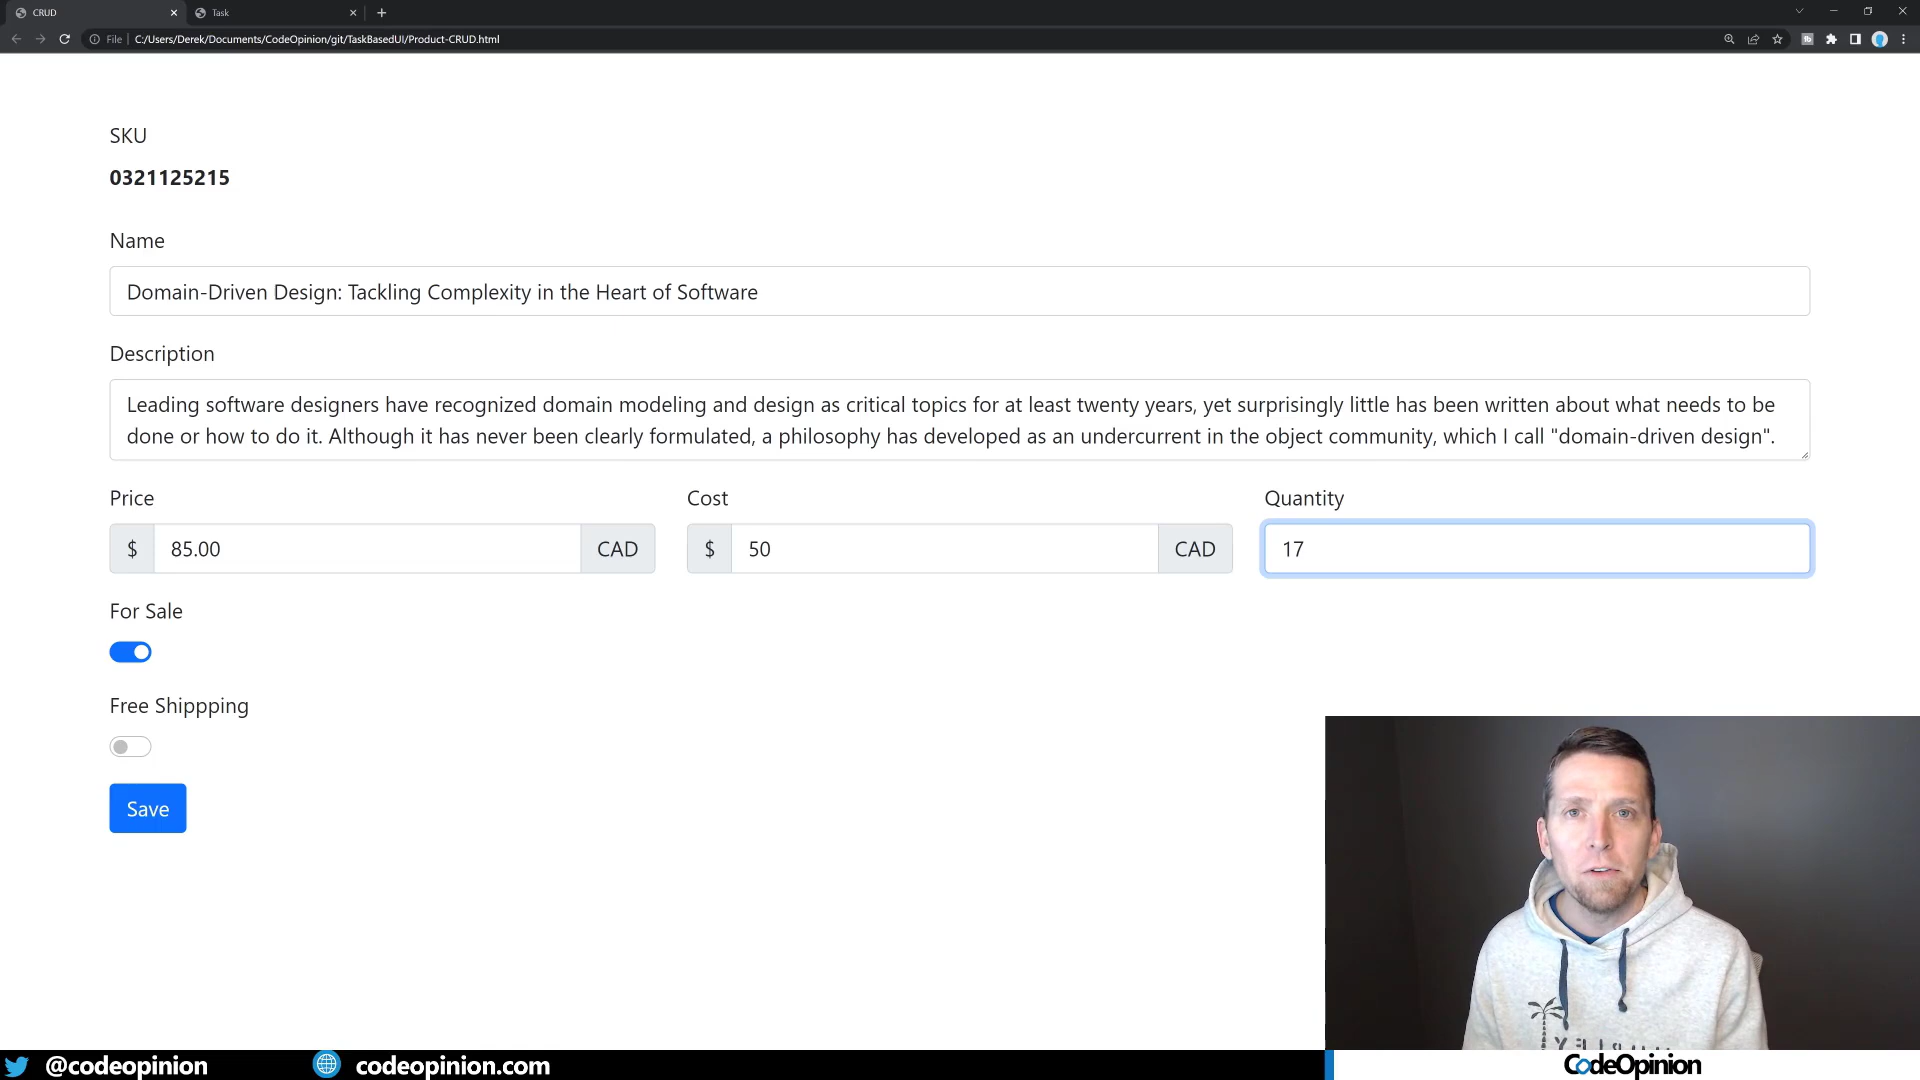 CRUD
Task
File
C:/Users/Derek/Documents/CodeOpinion/git/TaskBasedUI/Product-CRUD.html
SKU
0321125215
Name
Domain-Driven Design: Tackling Complexity in the Heart of Software
Description
Leading software designers have recognized domain modeling and design as critical topics for at least twenty years, yet surprisingly little has been written about what needs to be
done or how to do it. Although it has never been clearly formulated, a philosophy has developed as an undercurrent in the object community, which I call "domain-driven design".
Price
Cost
Quantity
$ 85.00 CAD
$ 50 CAD
17
For Sale
Free Shippping
Save
@codeopinion
codeopinion.com
CodeOpinion